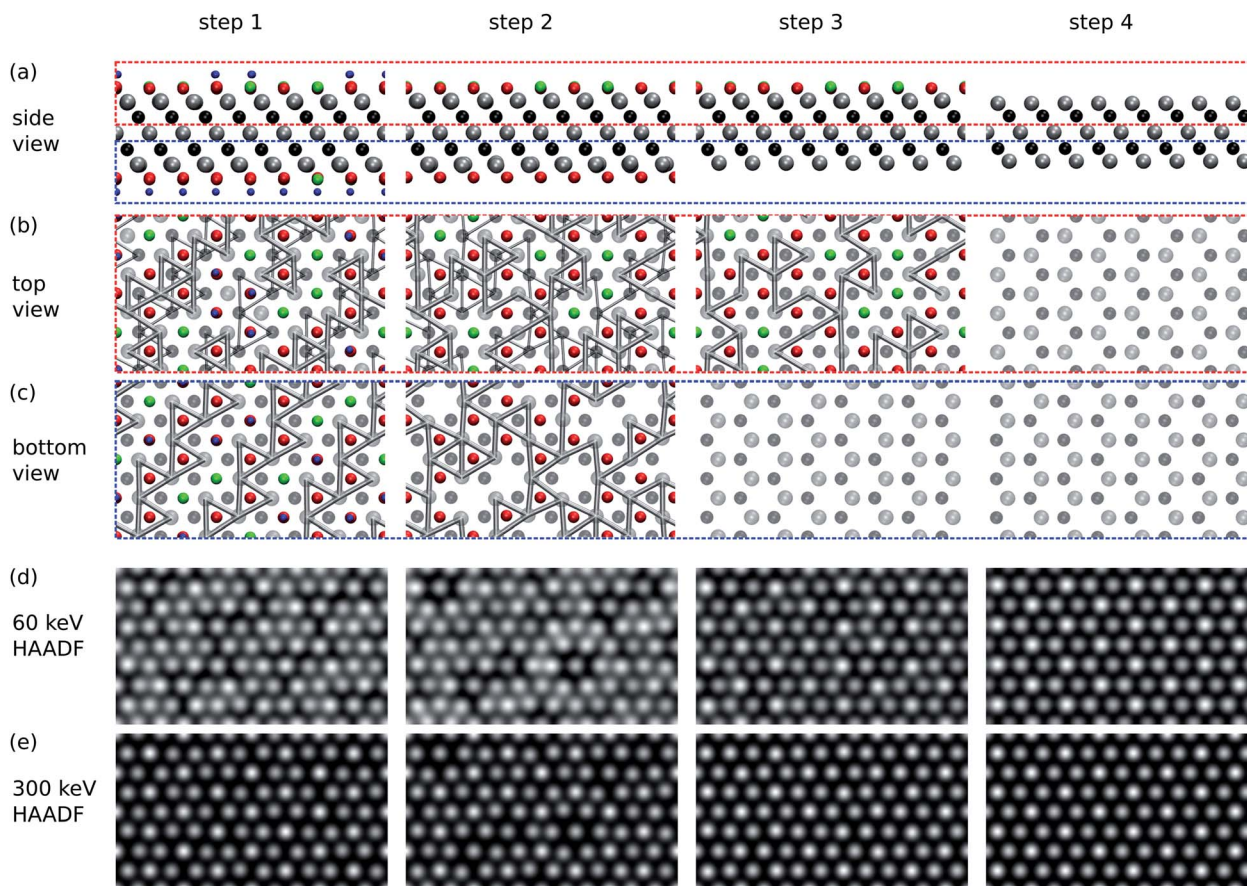 step 1 step 2 step 3 step 4
(a)
side
view
(b)
top
view
(c)
bottom
view
(d)
60 keV
HAADF
(e)
300 keV
HAADF